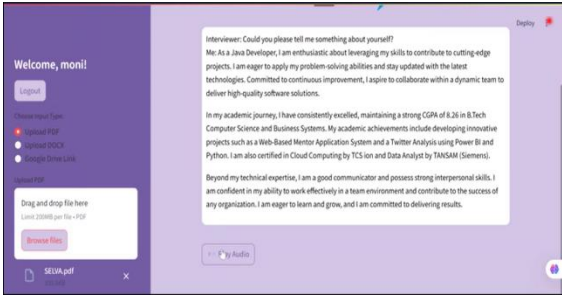 Deploy
Welcome, moni!
Logout
Choose Input Type:
Upload PDF
Upload DOCX
Google Drive Link
Upload PDF
Drag and drop file here
Limit 200MB per file • PDF
Browse files
SELVA.pdf
X
Interviewer: Could you please tell me something about yourself?
Me: As a Java Developer, I am enthusiastic about leveraging my skills to contribute to cutting-edge
projects. I am eager to apply my problem-solving abilities and stay updated with the latest
technologies. Committed to continuous improvement, I aspire to collaborate within a dynamic team to
deliver high-quality software solutions.
In my academic journey, I have consistently excelled, maintaining a strong CGPA of 8.26 in B.Tech
Computer Science and Business Systems. My academic achievements include developing innovative
projects such as a Web-Based Mentor Application System and a Twitter Analysis using Power BI and
Python. I am also certified in Cloud Computing by TCS ion and Data Analyst by TANSAM (Siemens).
Beyond my technical expertise, I am a good communicator and possess strong interpersonal skills. I
am confident in my ability to work effectively in a team environment and contribute to the success of
any organization. I am eager to learn and grow, and I am committed to delivering results.
Play Audio